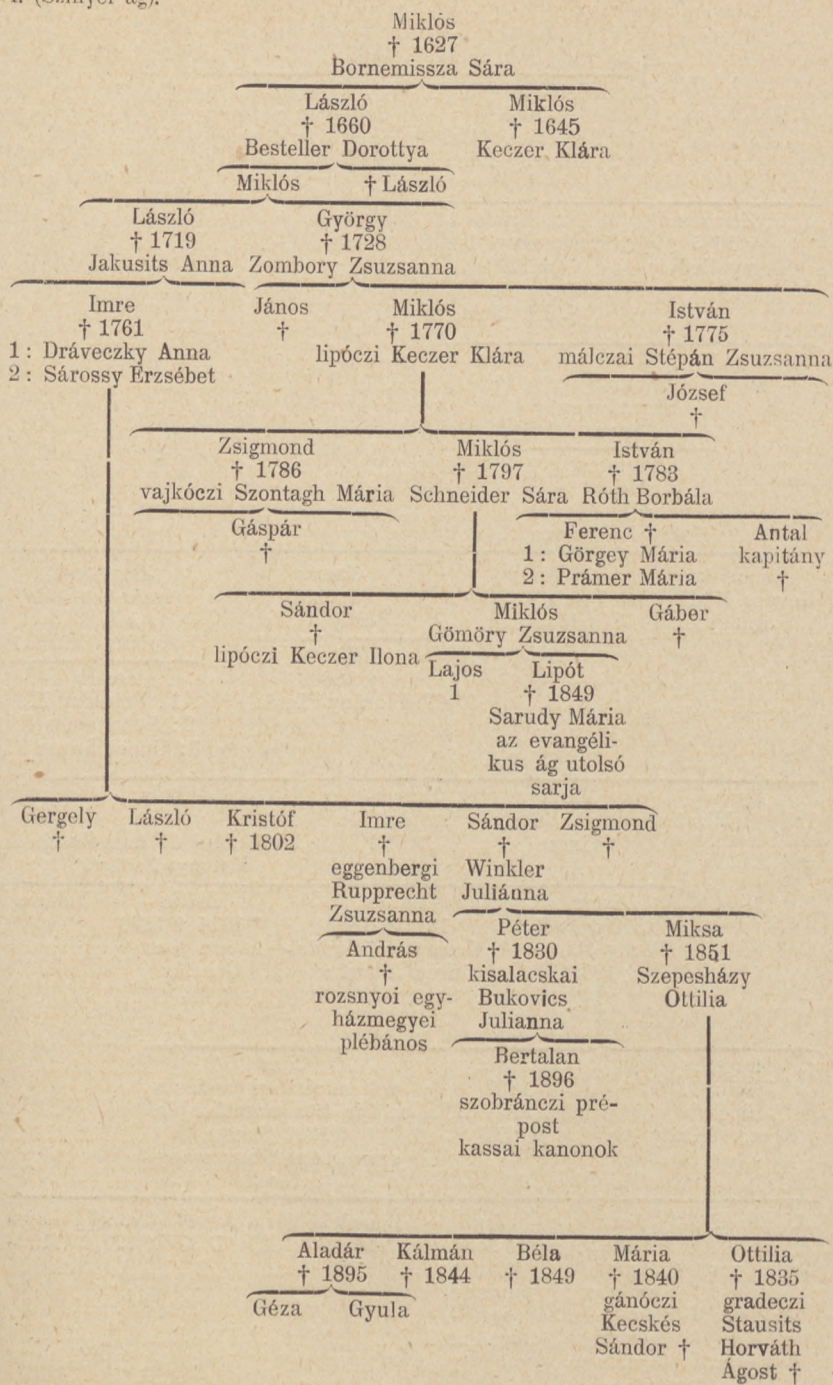 Miklós
† 1627
Bornemissza Sára
László Miklós
† 1660 † 1645
Besteller Dorottya Keczer Klára
Miklós † László
László György
† 1719 † 1728
Jakusits Anna Zombory Zsuzsanna
Imre János Miklós István
† 1761 † † 1770 † 1775
1 : Dráveczky Anna lipóczi Keczer Klára málczai Stépán Zsuzsanna
2 : Sárossy Erzsébet
József
†
Zsigmond Miklós István
† 1786 † 1797 † 1783
vajkóczi Szontagh Mária Schneider Sára Róth Borbála
Gáspár Ferenc † Antal
† 1 : Görgey Mária kapitány
2 : Prámer Mária †
Sándor Miklós Gáber
† Gömöry Zsuzsanna †
lipóczi Keczer Ilona
Lajos Lipót
1 † 1849
Sarudy Mária
az evangéli-
kus ág utolsó
sarja
Gergely László Kristóf Imre Sándor Zsigmond
† † † 1802 † † †
eggenbergi Winkler
Rupprecht Juliánna
Zsuzsanna
Péter Miksa
András † 1830 † 1851
† kisalacskai Szepesházy
rozsnyoi egy- Bukovics Ottilia
házmegyei Julianna
plébános
Bertalan
† 1896
szobránczi pré-
post
kassai kanonok
Aladár Kálmán Béla Mária Ottilia
† 1895 † 1844 † 1849 † 1840 † 1835
Géza Gyula gánóczi gradeczi
Kecskés Stausits
Sándor † Horváth
Ágost †